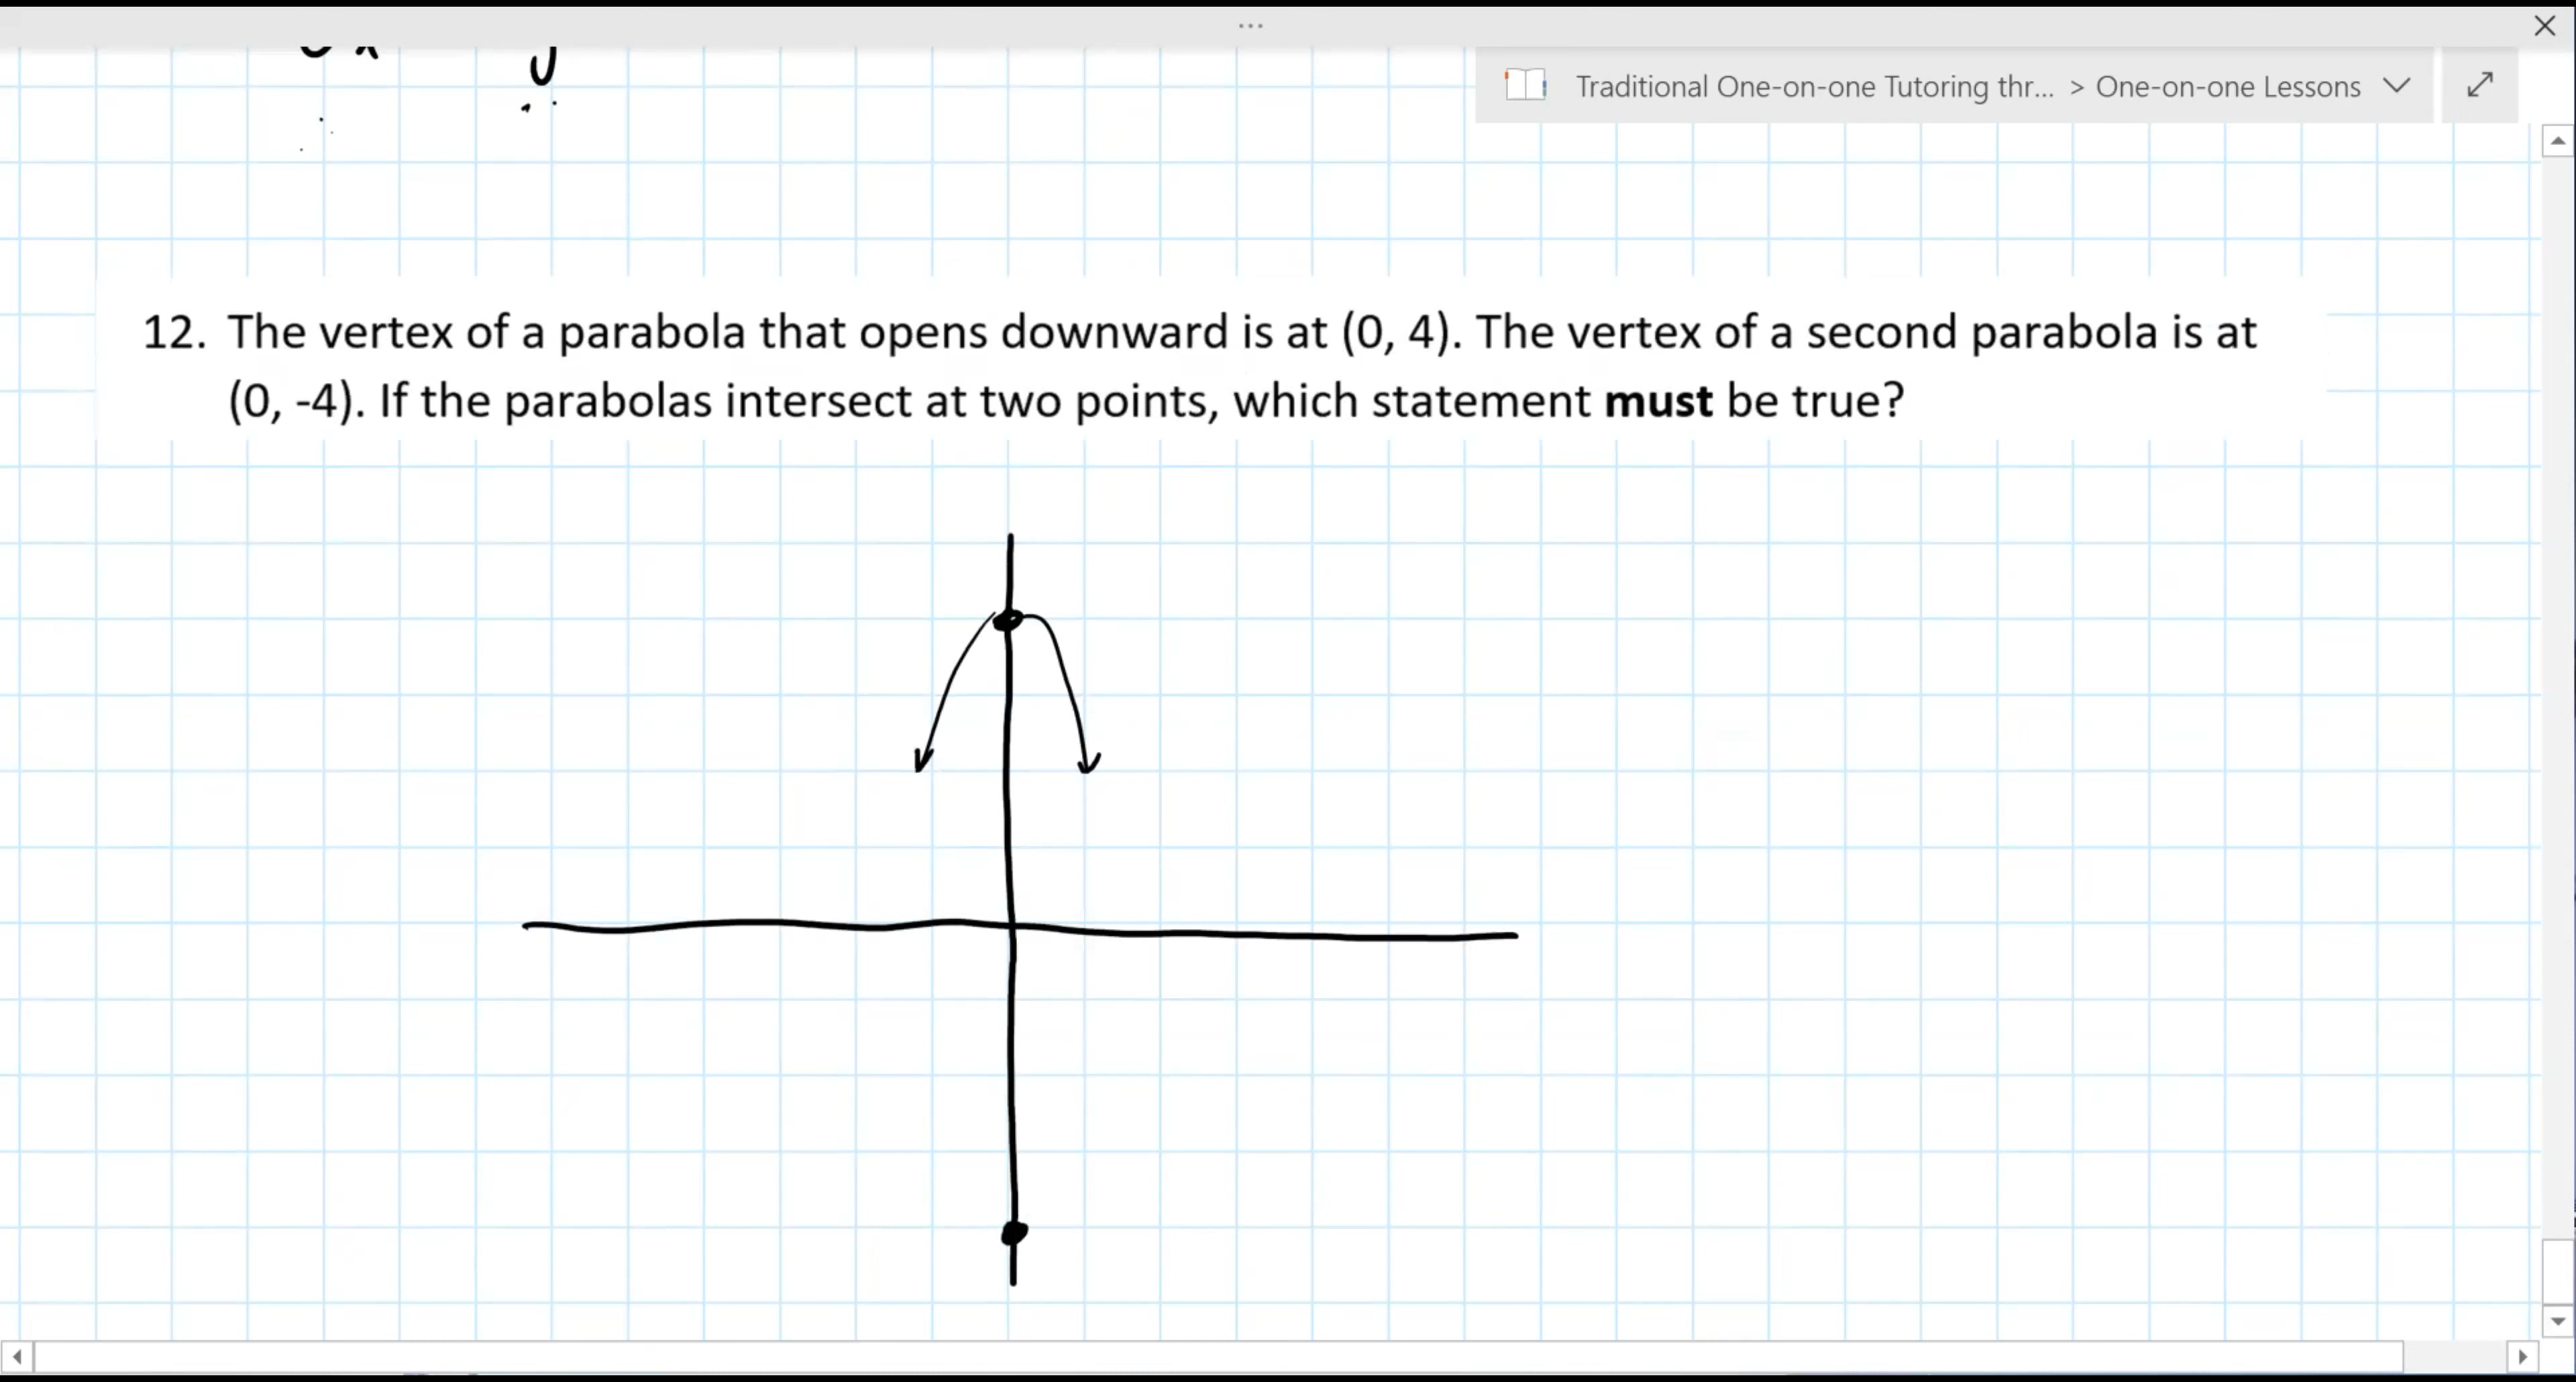 ...
Traditional One-on-one Tutoring thr... > One-on-one Lessons
12. The vertex of a parabola that opens downward is at (0, 4). The vertex of a second parabola is at
(0, -4). If the parabolas intersect at two points, which statement must be true?